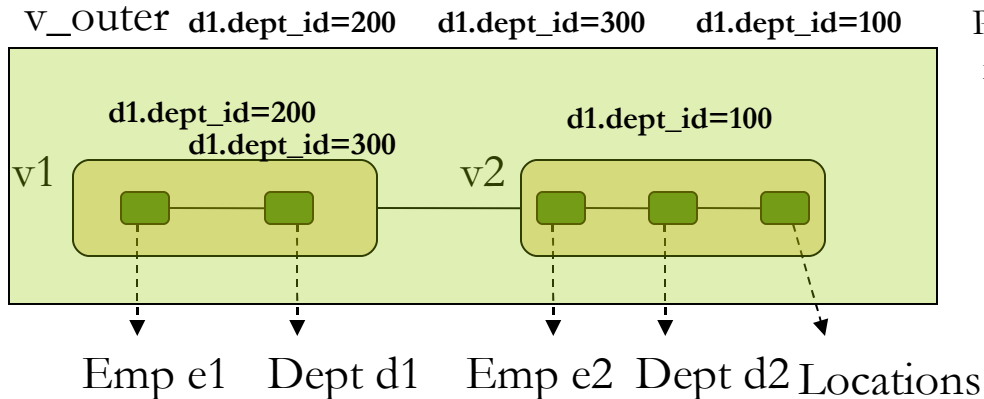 v_outer d1.dept_id=200 d1.dept_id=300 d1.dept_id=100
d1.dept_id=200
d1.dept_id=300
d1.dept_id=100
v1
v2
Emp e1 Dept d1 Emp e2 Dept d2 Locations